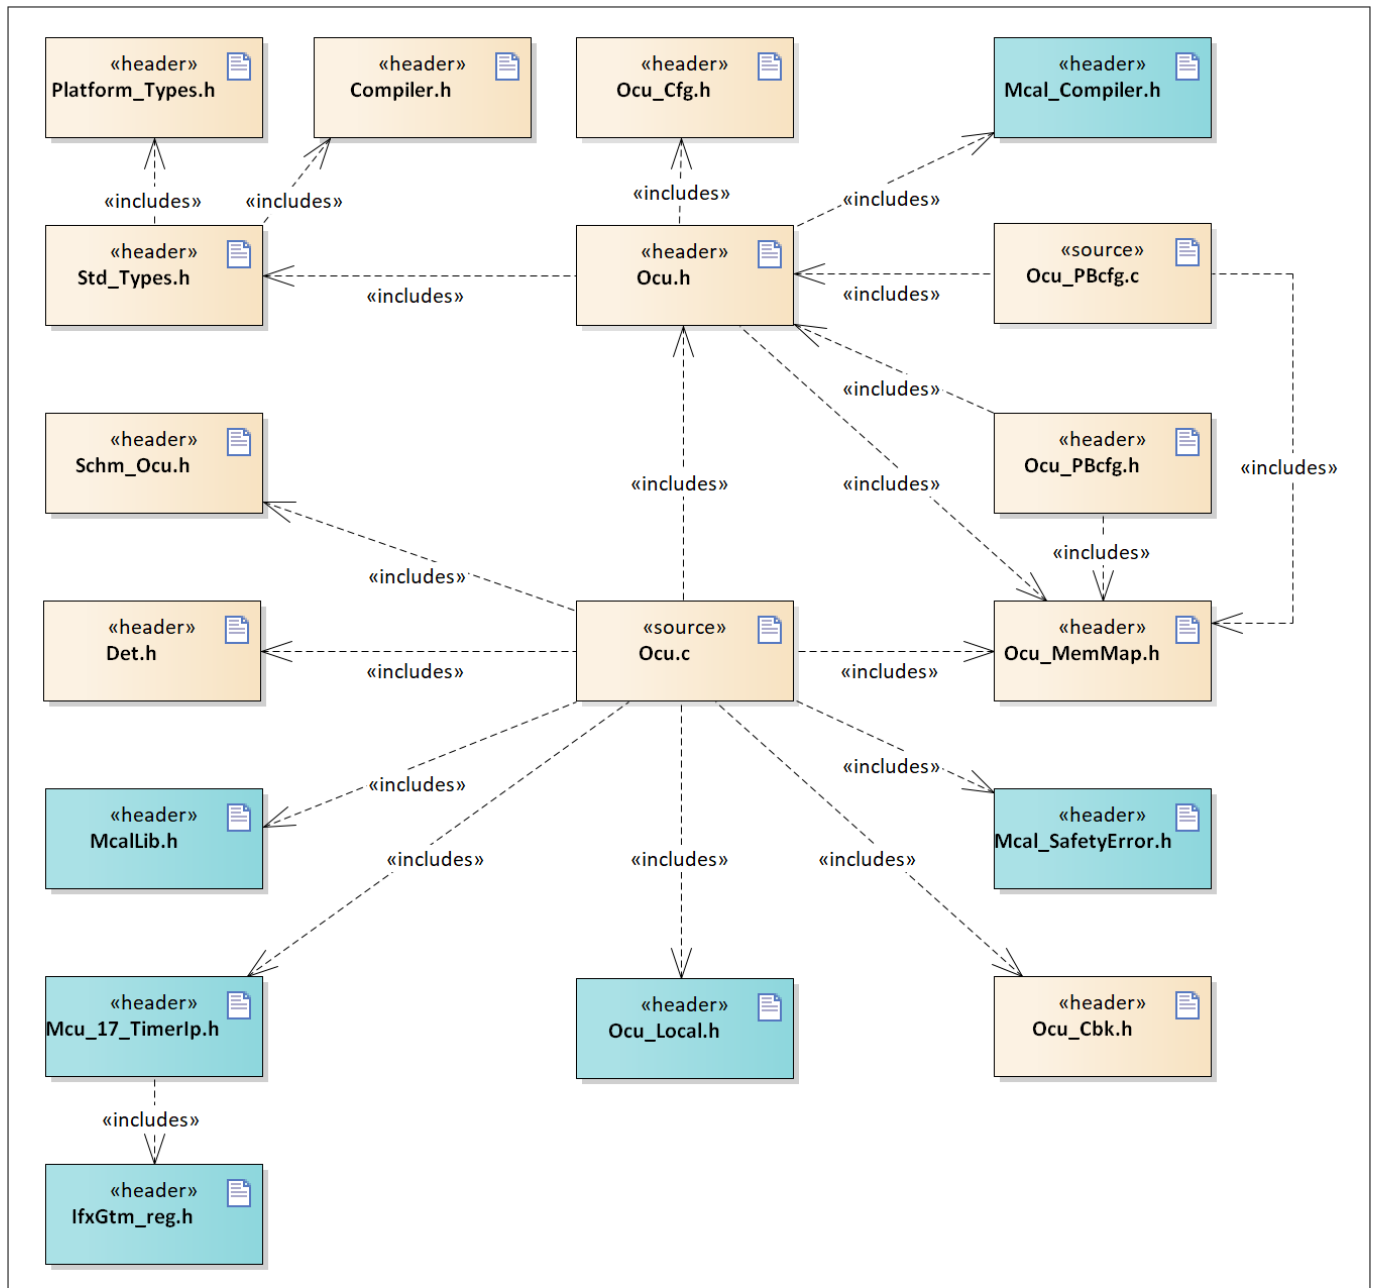 «header»
Platform_Types.h
«header»
Compiler.h
«header»
Ocu_Cfg.h
«header»
Mcal_Compiler.h
«includes»
«includes»
«includes»
«includes»
«header»
Std_Types.h
«header»
Ocu.h
«source»
Ocu_PBcfg.c
«includes»
«includes»
«includes»
«header»
Schm_Ocu.h
«header»
Ocu_PBcfg.h
«includes»
«includes»
«includes»
«includes»
«includes»
«header»
Det.h
«source»
Ocu.c
«header»
Ocu_MemMap.h
«includes»
«includes»
«includes»
«includes»
«header»
McalLib.h
«header»
Mcal_SafetyError.h
«includes»
«includes»
«includes»
«header»
Mcu_17_TimerIp.h
«header»
Ocu_Local.h
«header»
Ocu_Cbk.h
«includes»
«header»
IfxGtm_reg.h